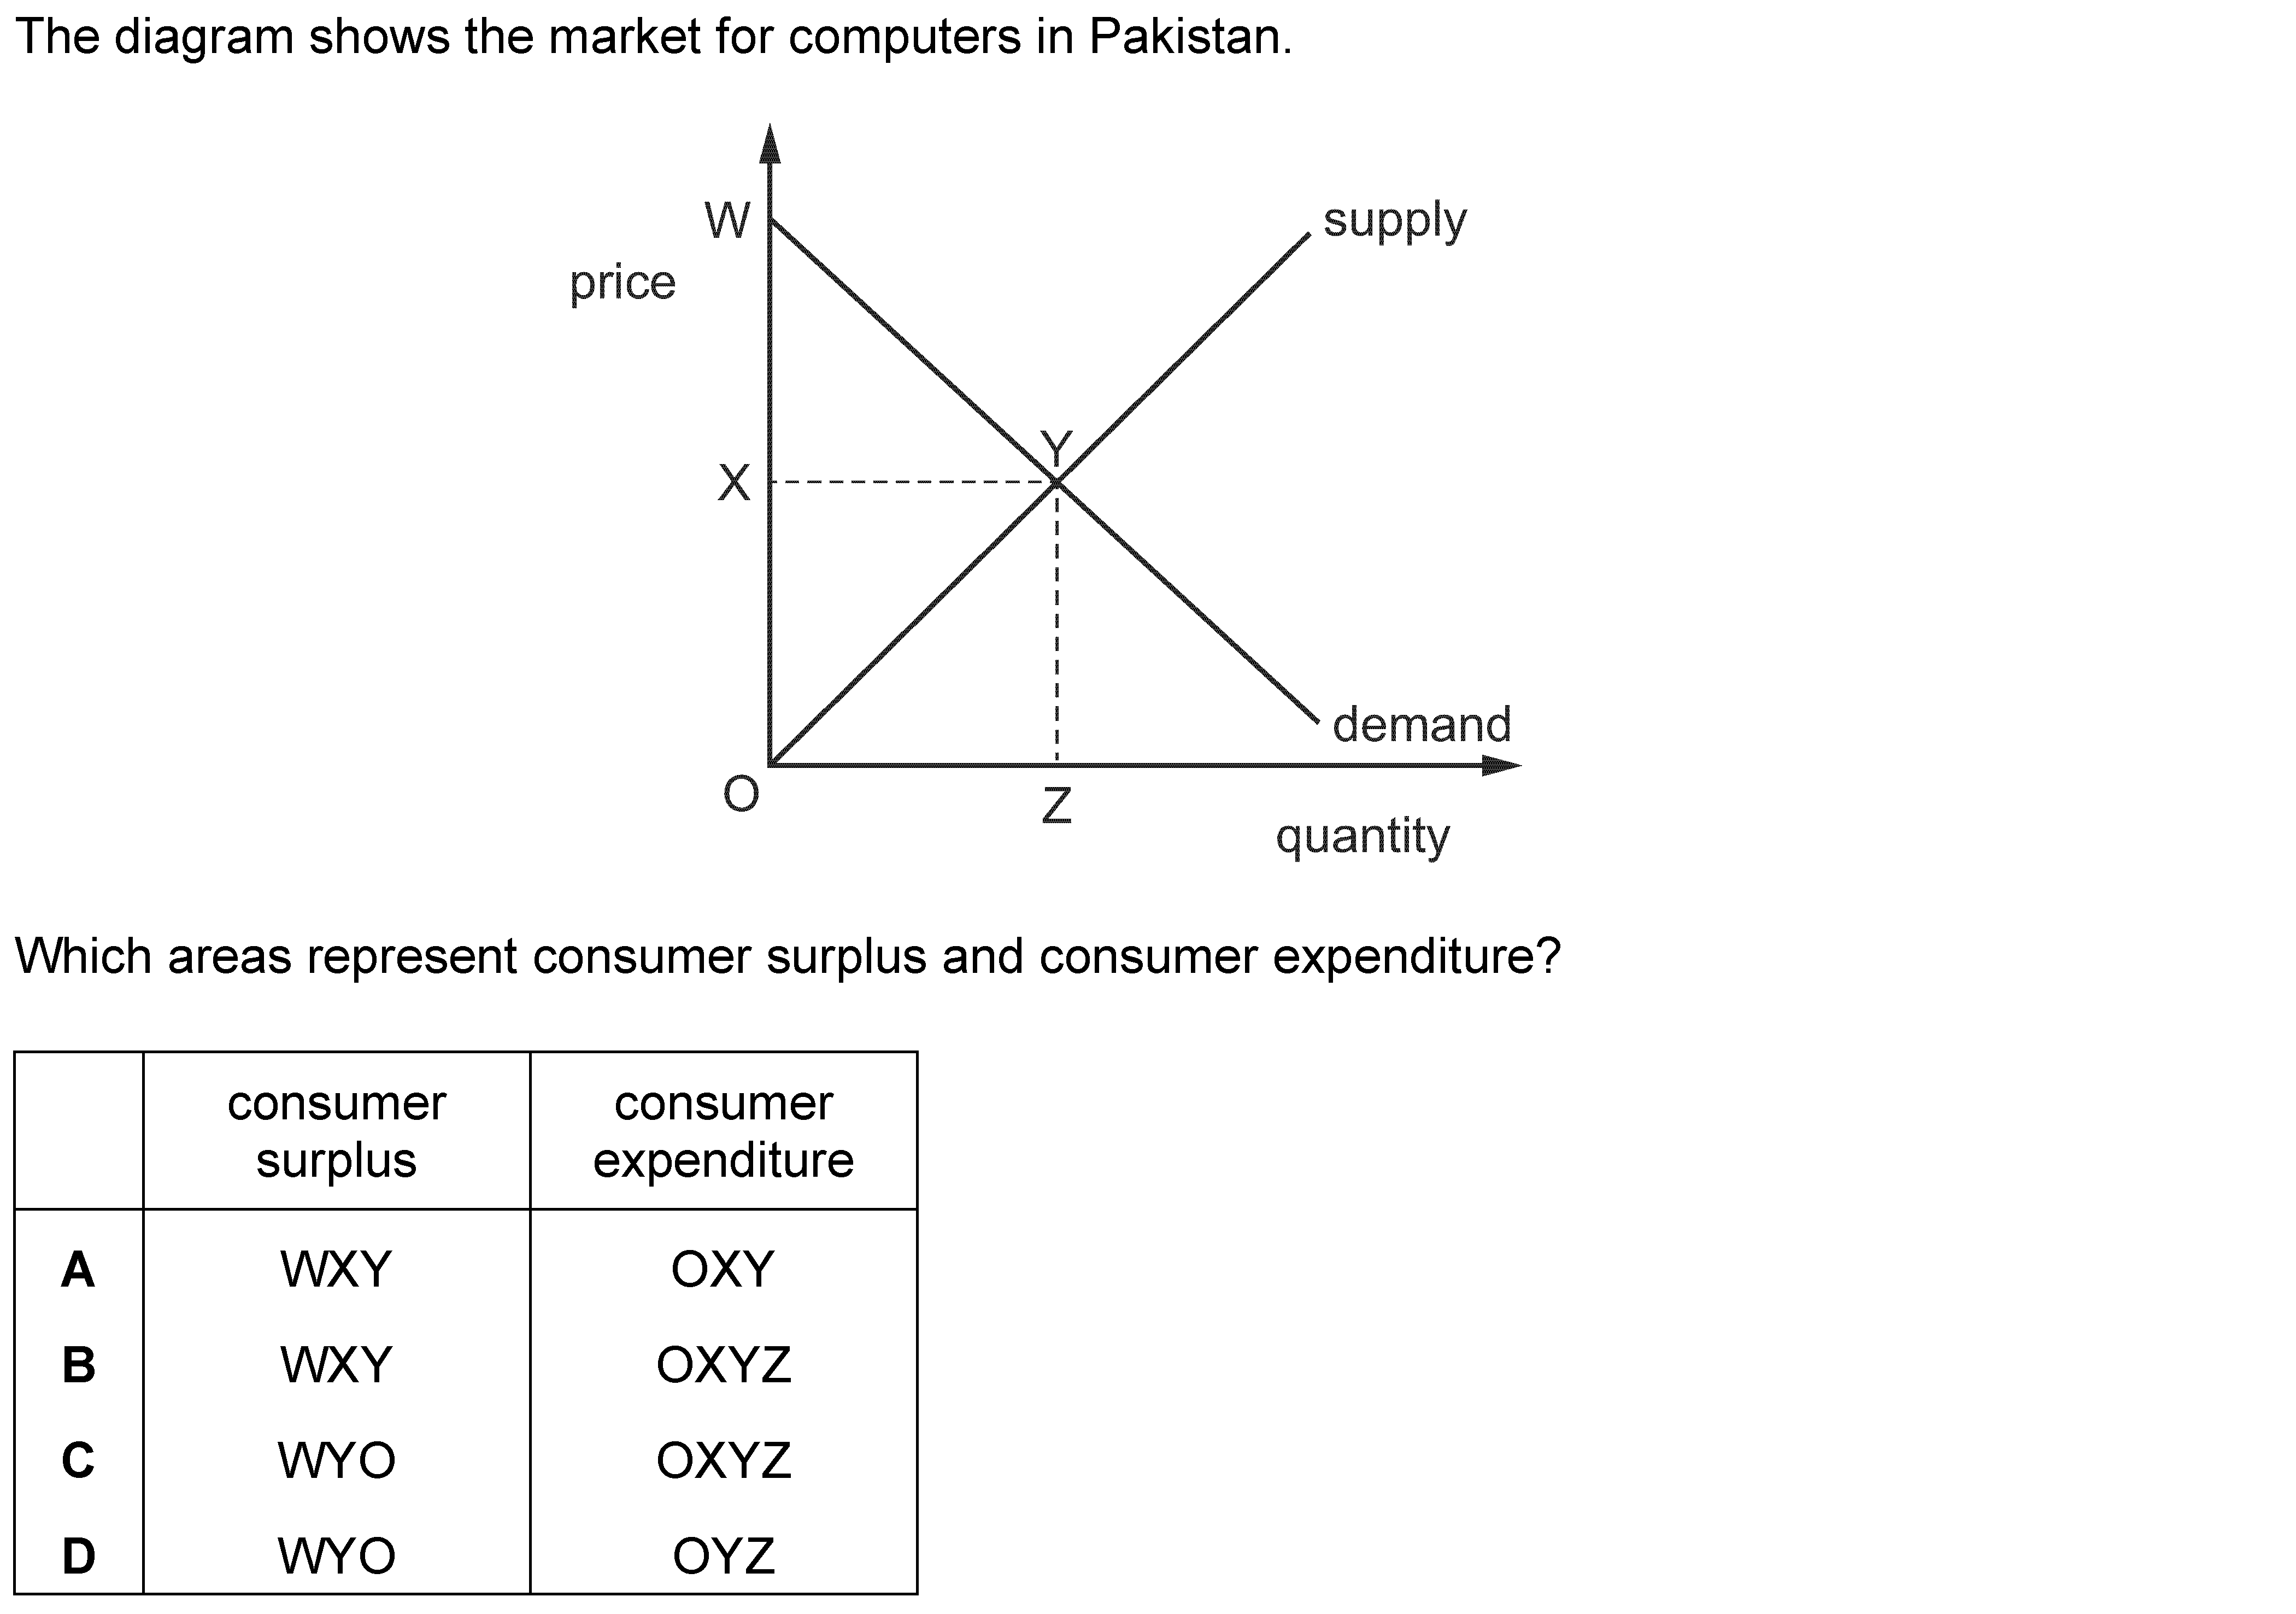 The diagram shows the market for computers in Pakistan.
W
supply
price
Y
X
demand
O
Z
quantity
Which areas represent consumer surplus and consumer expenditure?
consumer surplus
consumer expenditure
A WXY OXY
B WXY OXYZ
C WYO OXYZ
D WYO OYZ